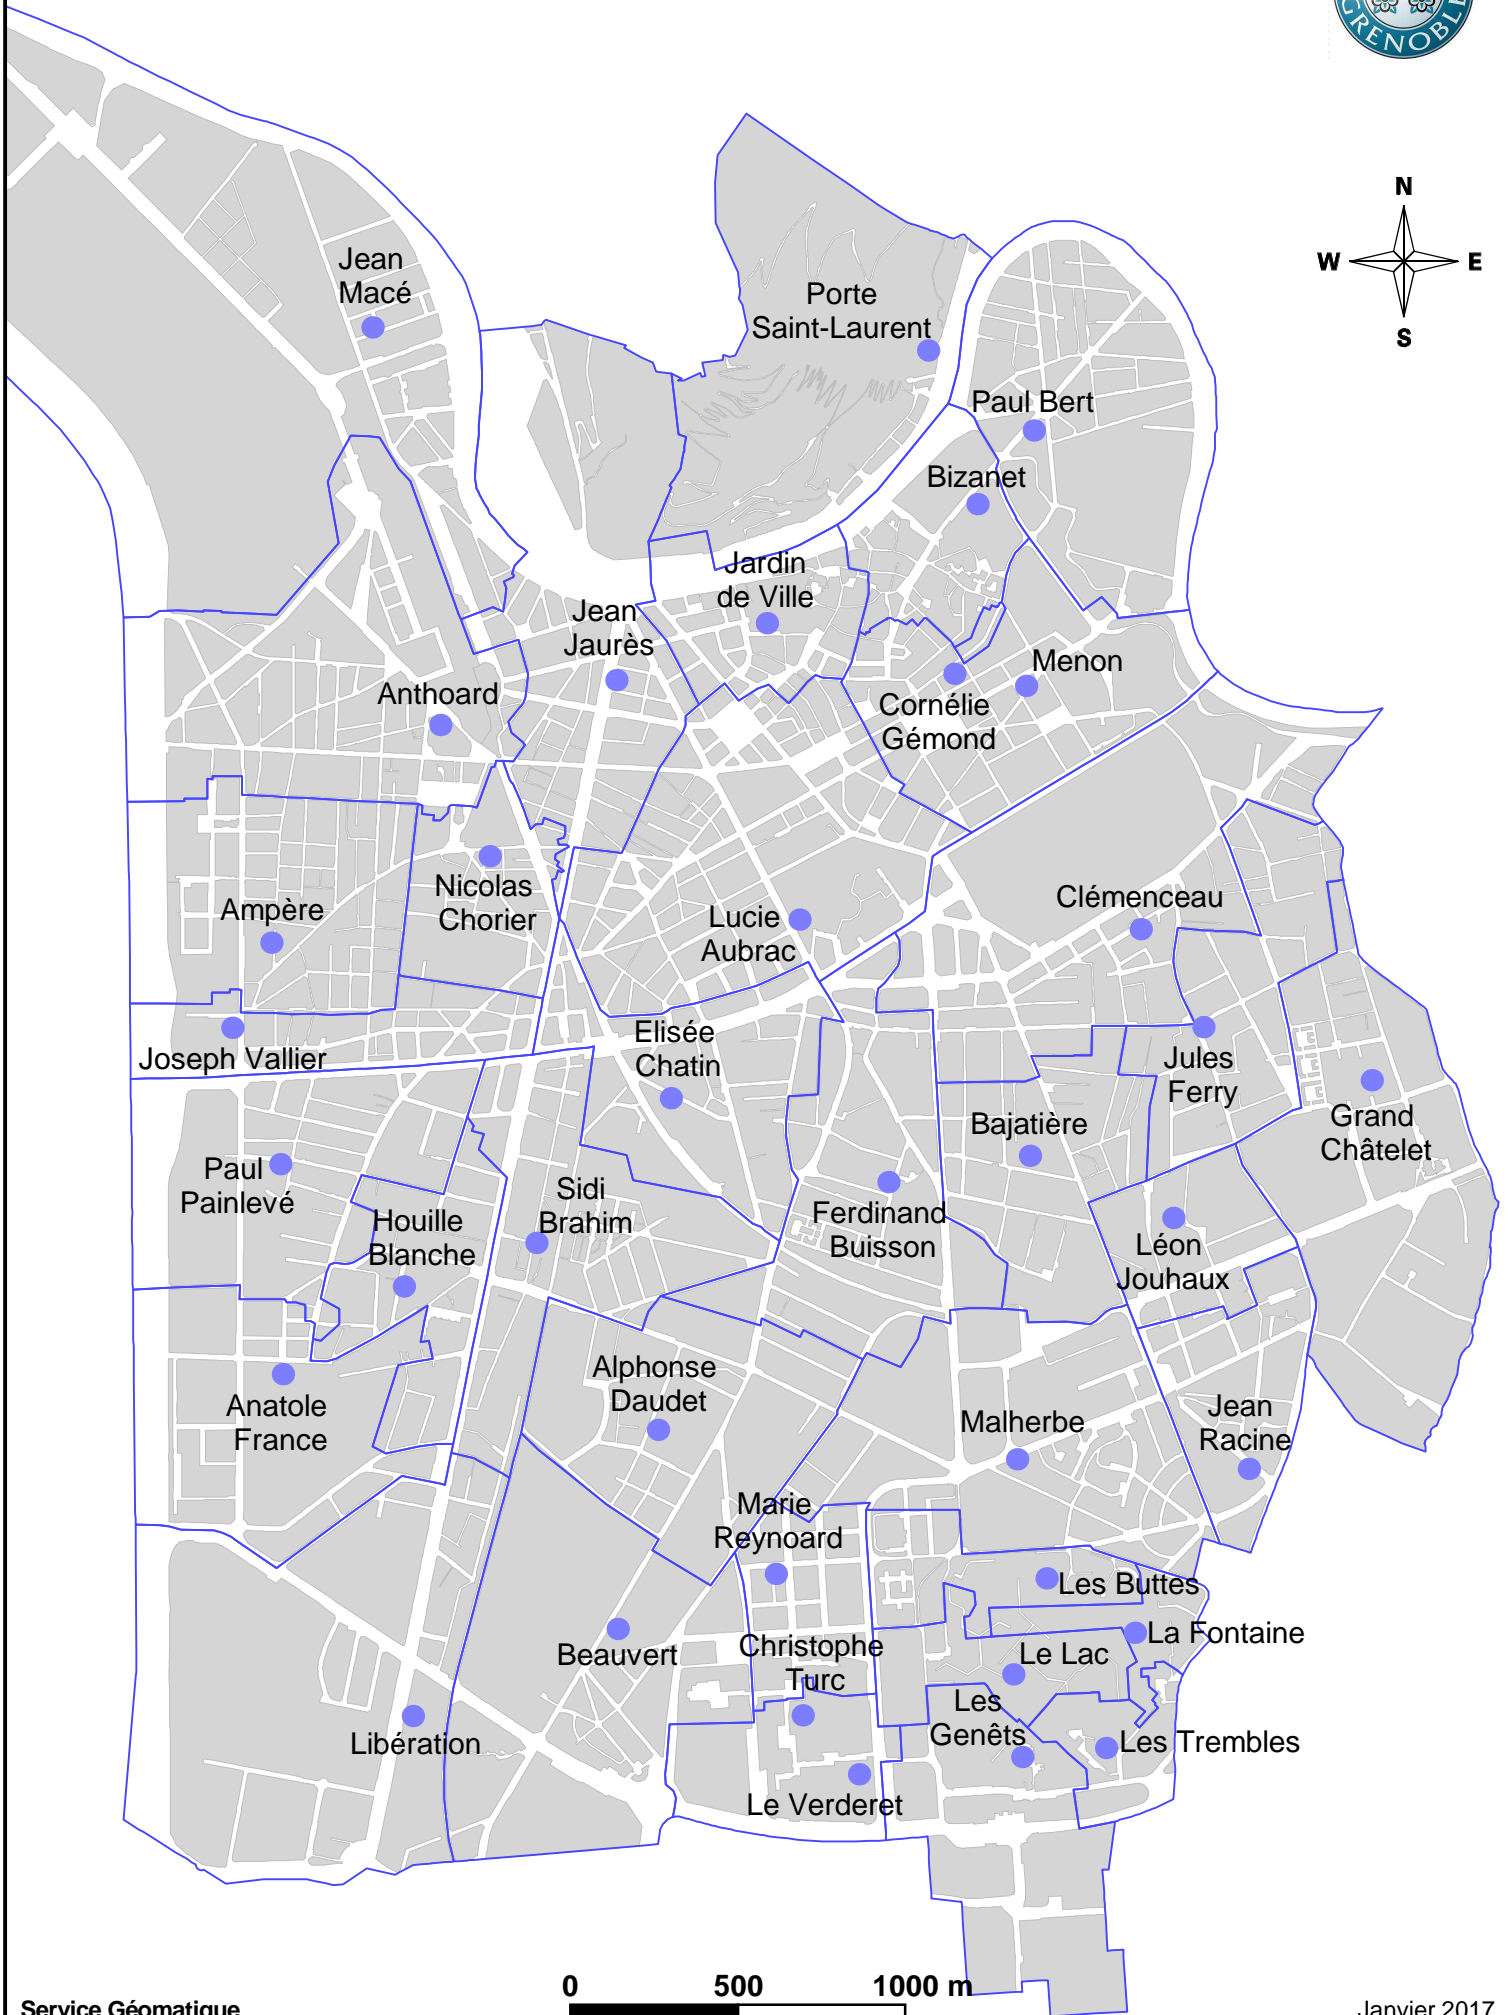 GRENOBLE
N
W
E
S
Jean
Macé
Porte
Saint-Laurent
Paul Bert
Bizanet
Jardin
de Ville
Jean
Jaurès
Menon
Anthoard
Cornélie
Gémond
Nicolas
Chorier
Ampère
Lucie
Aubrac
Clémenceau
Elisée
Chatin
Joseph Vallier
Jules
Ferry
Grand
Châtelet
Bajatière
Paul
Painlevé
Sidi
Brahim
Houille
Blanche
Ferdinand
Buisson
Léon
Jouhaux
Alphonse
Daudet
Anatole
France
Malherbe
Jean
Racine
Marie
Reynoard
Les Buttes
La Fontaine
Beauvert
Christophe
Turc
Le Lac
Les
Genêts
Libération
Les Trembles
Le Verderet
0
500
1000 m
Service Géomatique
Janvier 2017